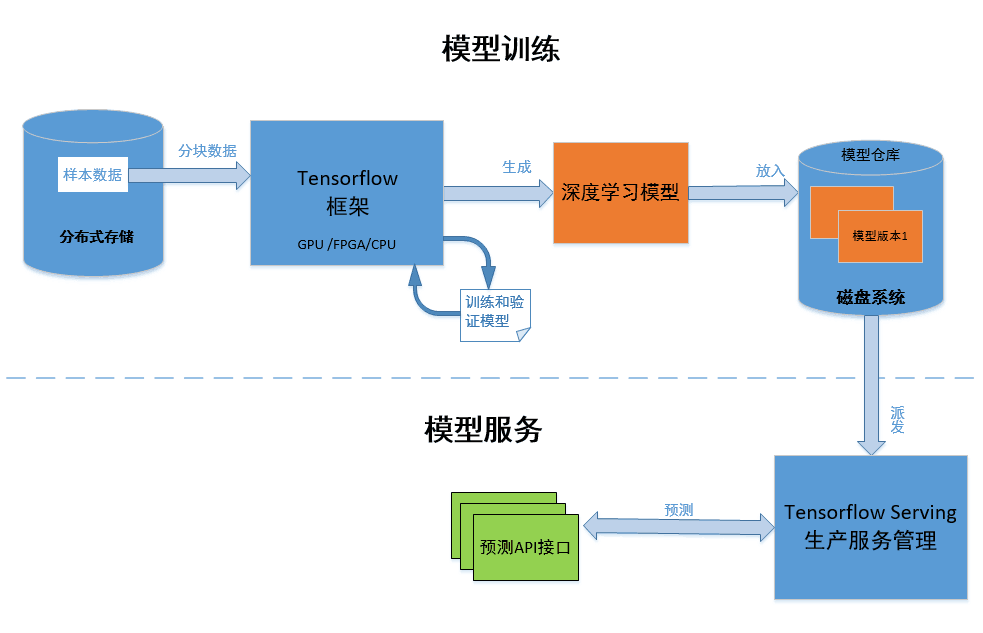 模型训练
样本数据
分布式存储
分块数据
Tensorflow
框架
GPU /FPGA/CPU
训练和验
证模型
生成
深度学习模型
放入
模型仓库
模型版本1
磁盘系统
派
发
模型服务
预测API接口
预测
Tensorflow Serving
生产服务管理